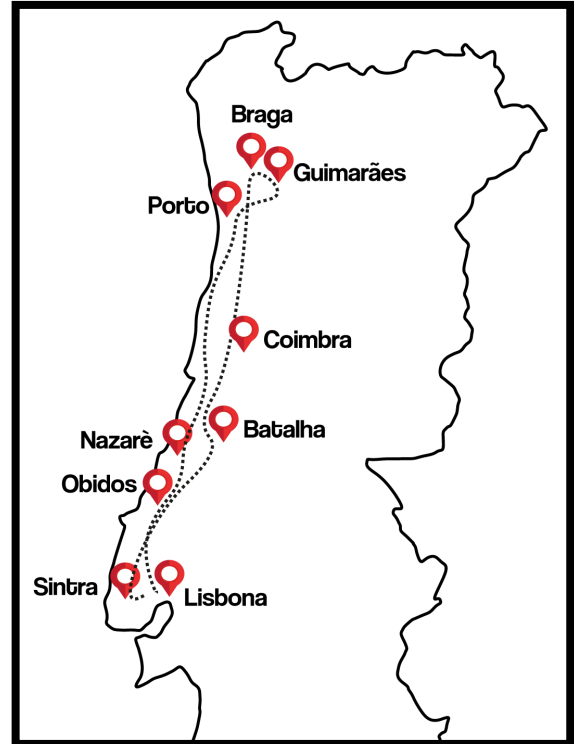 Braga
Guimarães
Porto
Coimbra
Batalha
Nazarè
Obidos
Sintra
Lisbona